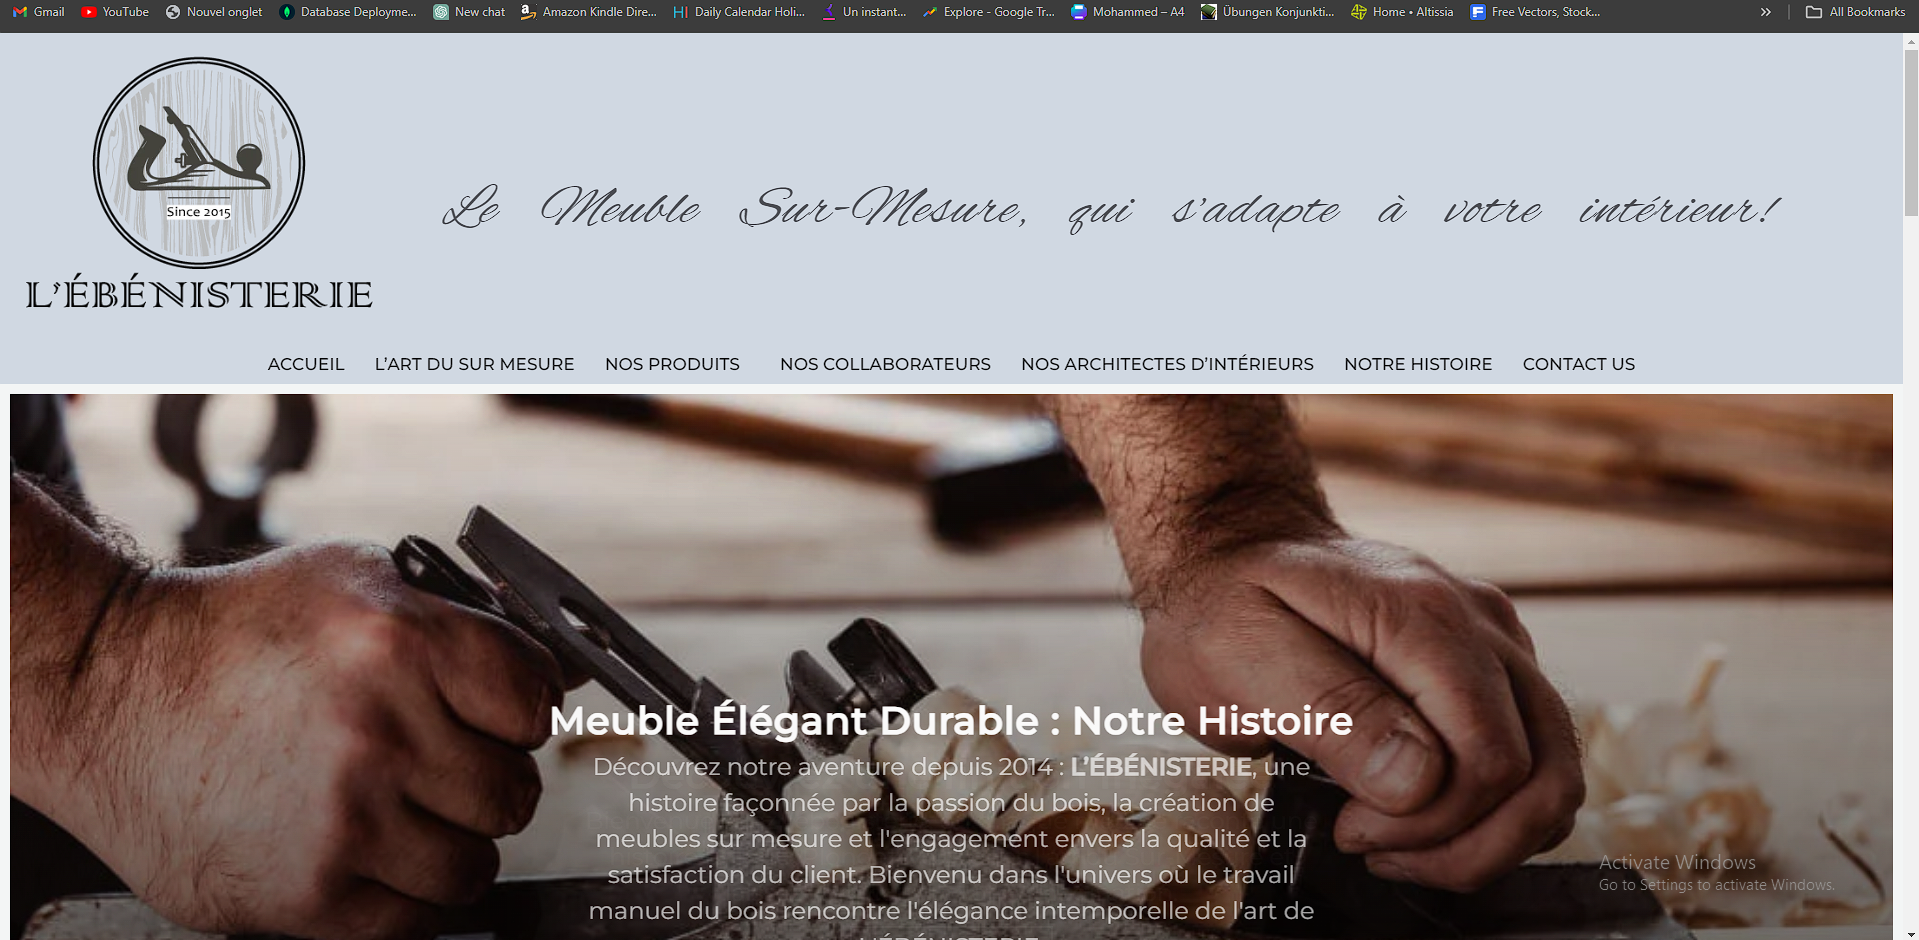 Gmail YouTube Nouvel onglet Database Deployme... New chat Amazon Kindle Dire... Daily Calendar Holi... Un instant... Explore - Google Tr... Mohammed – A4 Übungen Konjunkti... Home • Altissia Free Vectors, Stock... » All Bookmarks
Since 2015
L'ÉBÉNISTERIE
Le Meuble Sur-Mesure, qui s'adapte à votre intérieur!
ACCUEIL L'ART DU SUR MESURE NOS PRODUITS NOS COLLABORATEURS NOS ARCHITECTES D'INTÉRIEURS NOTRE HISTOIRE CONTACT US
Meuble Élégant Durable : Notre Histoire
Découvrez notre aventure depuis 2014 : L'ÉBÉNISTERIE, une
histoire façonnée par la passion du bois, la création de
meubles sur mesure et l'engagement envers la qualité et la
satisfaction du client. Bienvenu dans l'univers où le travail
manuel du bois rencontre l'élégance intemporelle de l'art de
L'ÉBÉNISTERIE
Activate Windows
Go to Settings to activate Windows.